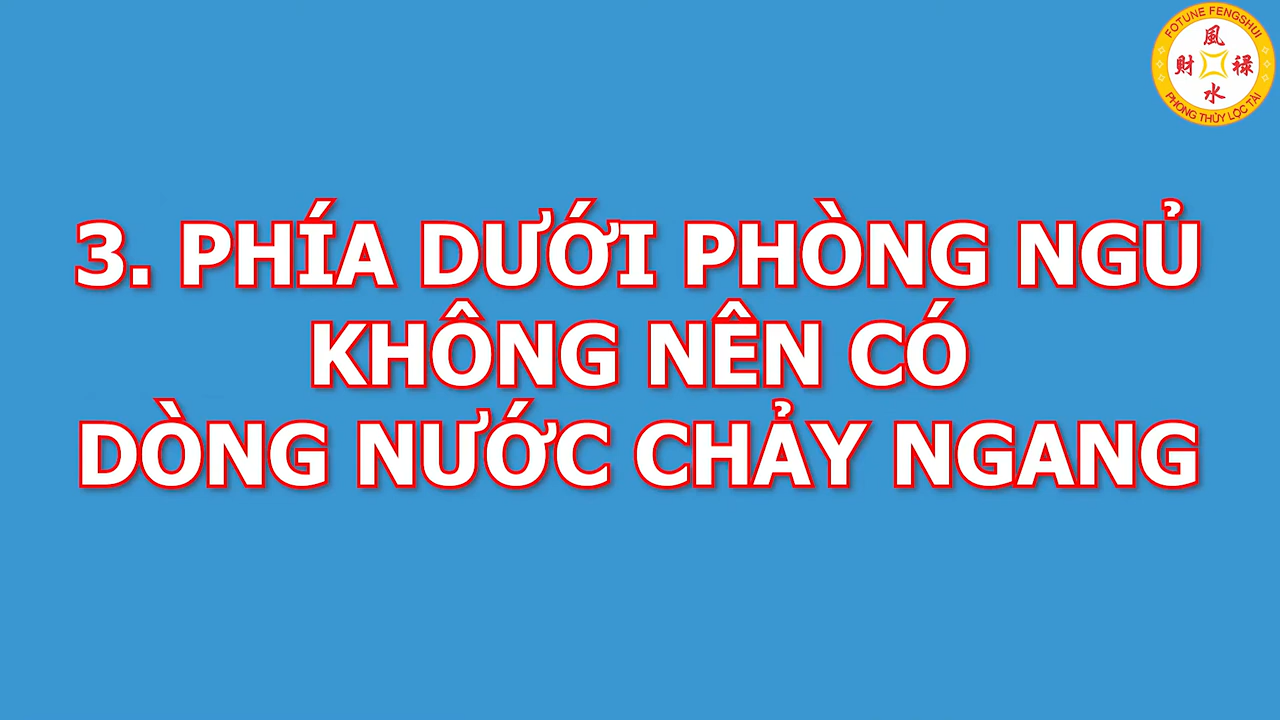 FOTUNE FENGSHUI
風
財 禄
水
PHONG THỦY LỘC TÀI
3. PHÍA DƯỚI PHÒNG NGỦ
KHÔNG NÊN CÓ
DÒNG NƯỚC CHẢY NGANG